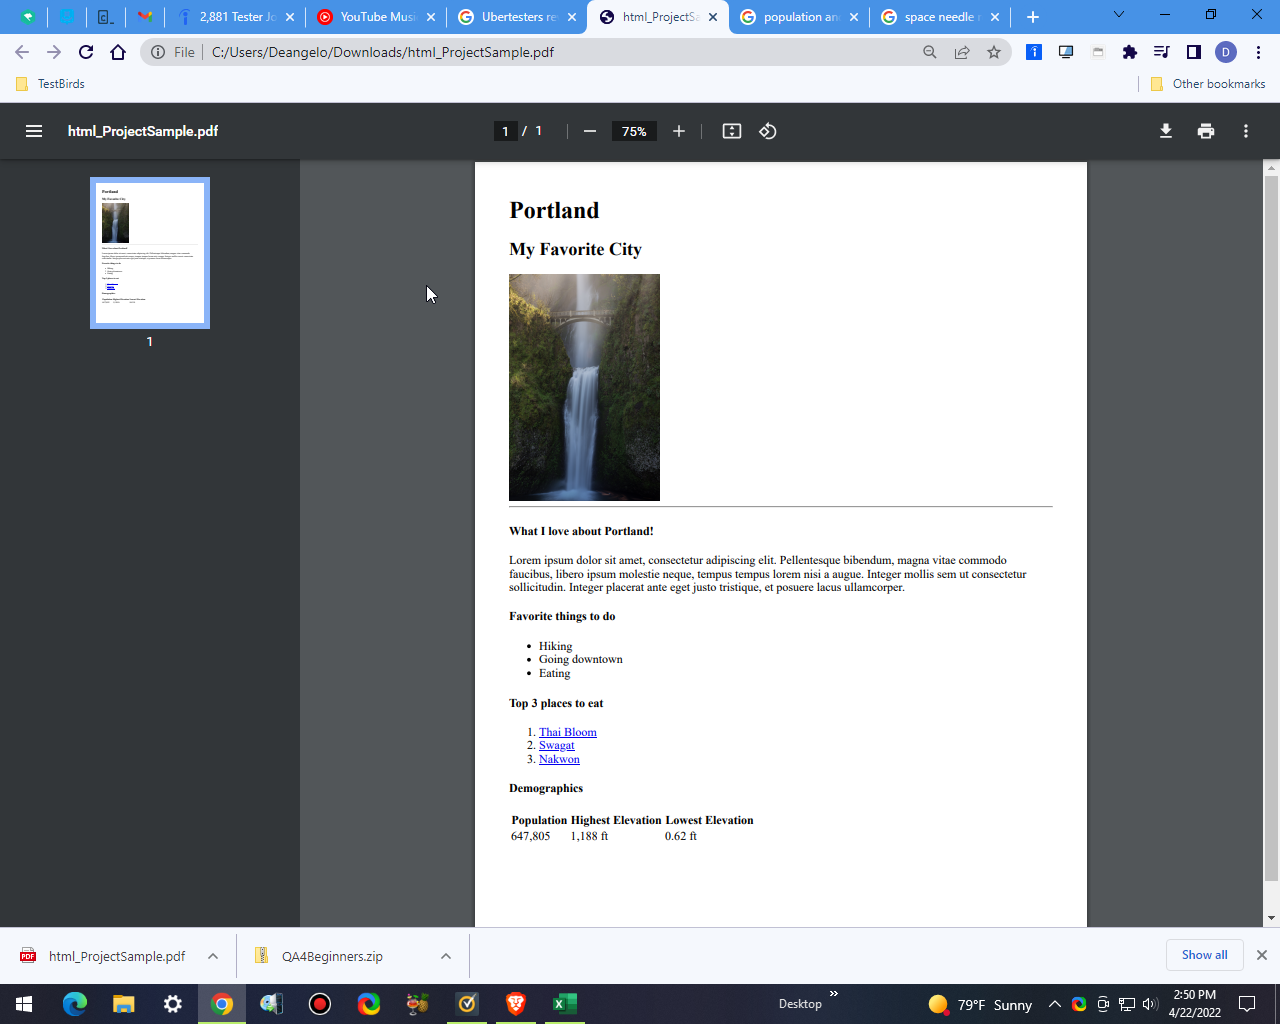 2,881 Tester Jo
YouTube Musi
Ubertesters re
html_ProjectSa
population an
space needle r
File
C:/Users/Deangelo/Downloads/html_ProjectSample.pdf
D
TestBirds
Other bookmarks
html_ProjectSample.pdf
1 / 1
75%
1
Portland
My Favorite City
What I love about Portland!
Lorem ipsum dolor sit amet, consectetur adipiscing elit. Pellentesque bibendum, magna vitae commodo
faucibus, libero ipsum molestie neque, tempus tempus lorem nisi a augue. Integer mollis sem ut consectetur
sollicitudin. Integer placerat ante eget justo tristique, et posuere lacus ullamcorper.
Favorite things to do
Hiking
Going downtown
Eating
Top 3 places to eat
1. Thai Bloom
2. Swagat
3. Nakwon
Demographics
Population Highest Elevation Lowest Elevation
647,805 1,188 ft 0.62 ft
html_ProjectSample.pdf
QA4Beginners.zip
Show all
Desktop
79°F Sunny
2:50 PM
4/22/2022